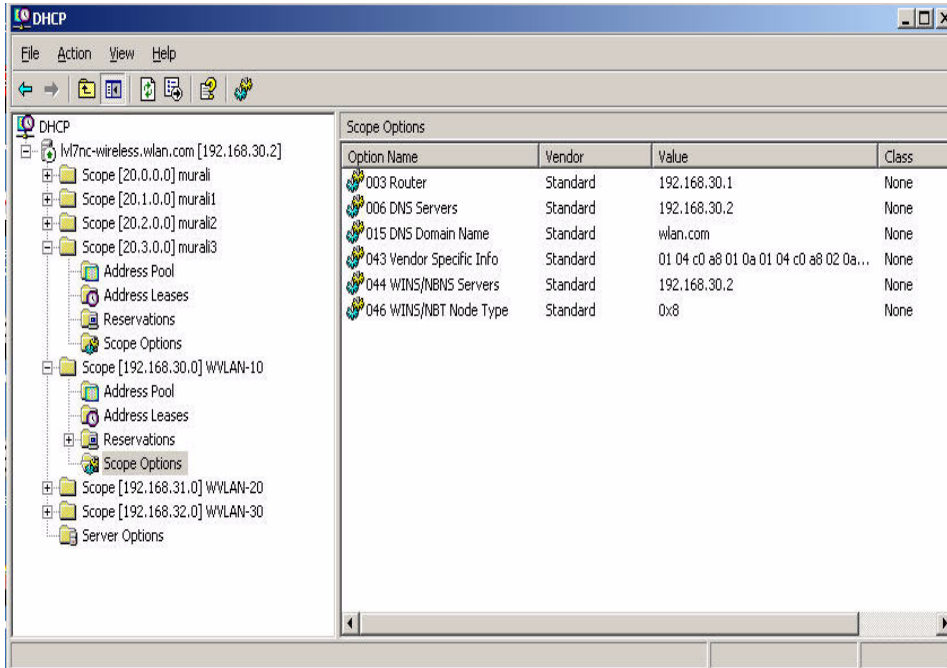 DHCP
File Action View Help
DHCP
lvl7nc-wireless.wlan.com [192.168.30.2]
Scope [20.0.0.0] murali
Scope [20.1.0.0] murali1
Scope [20.2.0.0] murali2
Scope [20.3.0.0] murali3
Address Pool
Address Leases
Reservations
Scope Options
Scope [192.168.30.0] WVLAN-10
Address Pool
Address Leases
Reservations
Scope Options
Scope [192.168.31.0] WVLAN-20
Scope [192.168.32.0] WVLAN-30
Server Options
Scope Options
Option Name Vendor Value Class
003 Router Standard 192.168.30.1 None
006 DNS Servers Standard 192.168.30.2 None
015 DNS Domain Name Standard wlan.com None
043 Vendor Specific Info Standard 01 04 c0 a8 01 0a 01 04 c0 a8 02 0a... None
044 WINS/NBNS Servers Standard 192.168.30.2 None
046 WINS/NBT Node Type Standard 0x8 None